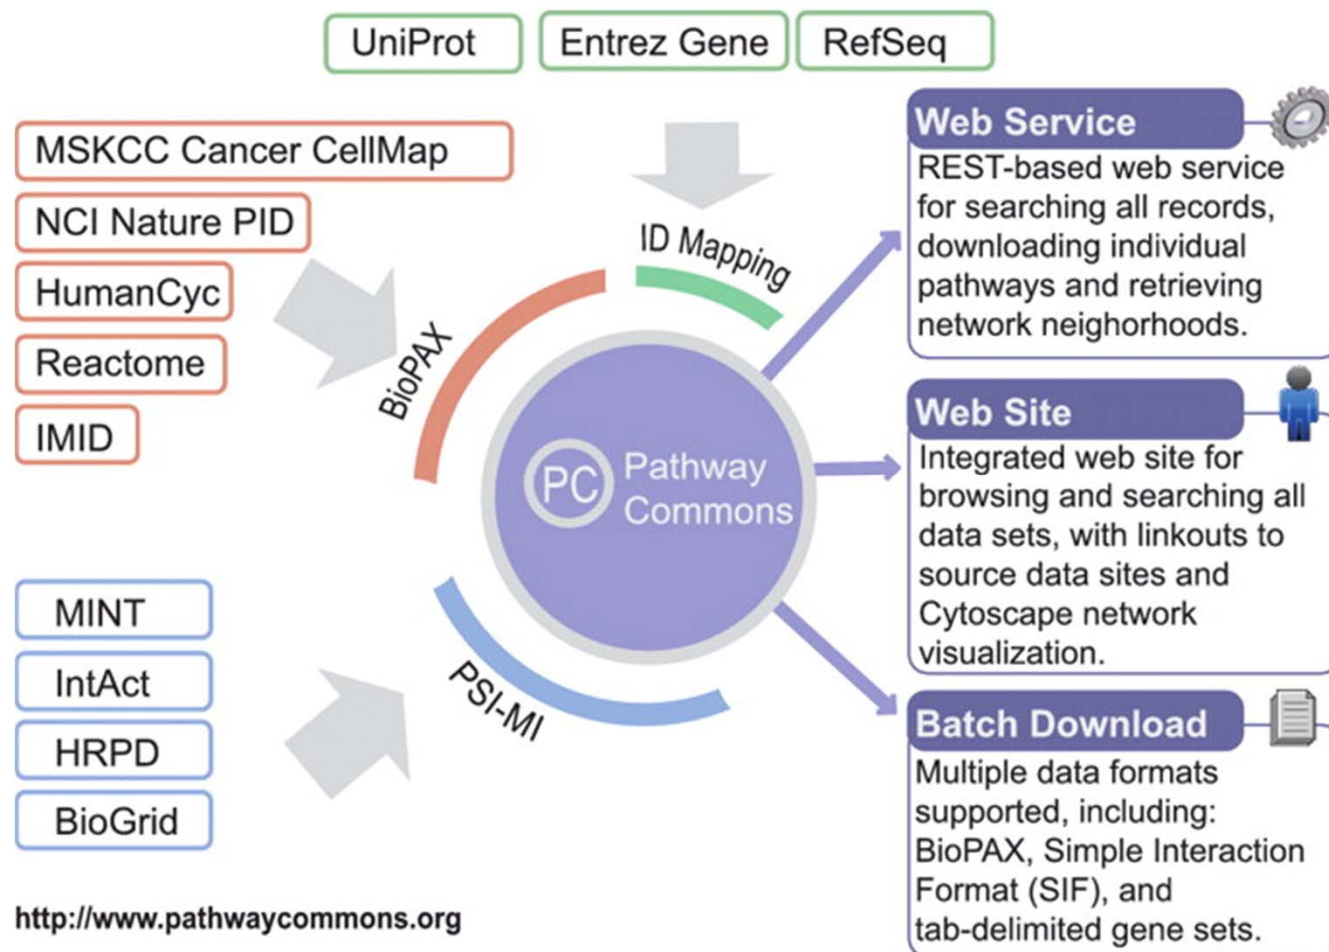 UniProt
Entrez Gene
RefSeq
MSKCC Cancer CellMap
NCI Nature PID
HumanCyc
Reactome
IMID
MINT
IntAct
HRPD
BioGrid
http://www.pathwaycommons.org
BioPAX
ID Mapping
PSI-MI
PC
Pathway
Commons
Web Service
REST-based web service
for searching all records,
downloading individual
pathways and retrieving
network neighorhoods.
Web Site
Integrated web site for
browsing and searching all
data sets, with linkouts to
source data sites and
Cytoscape network
visualization.
Batch Download
Multiple data formats
supported, including:
BioPAX, Simple Interaction
Format (SIF), and
tab-delimited gene sets.